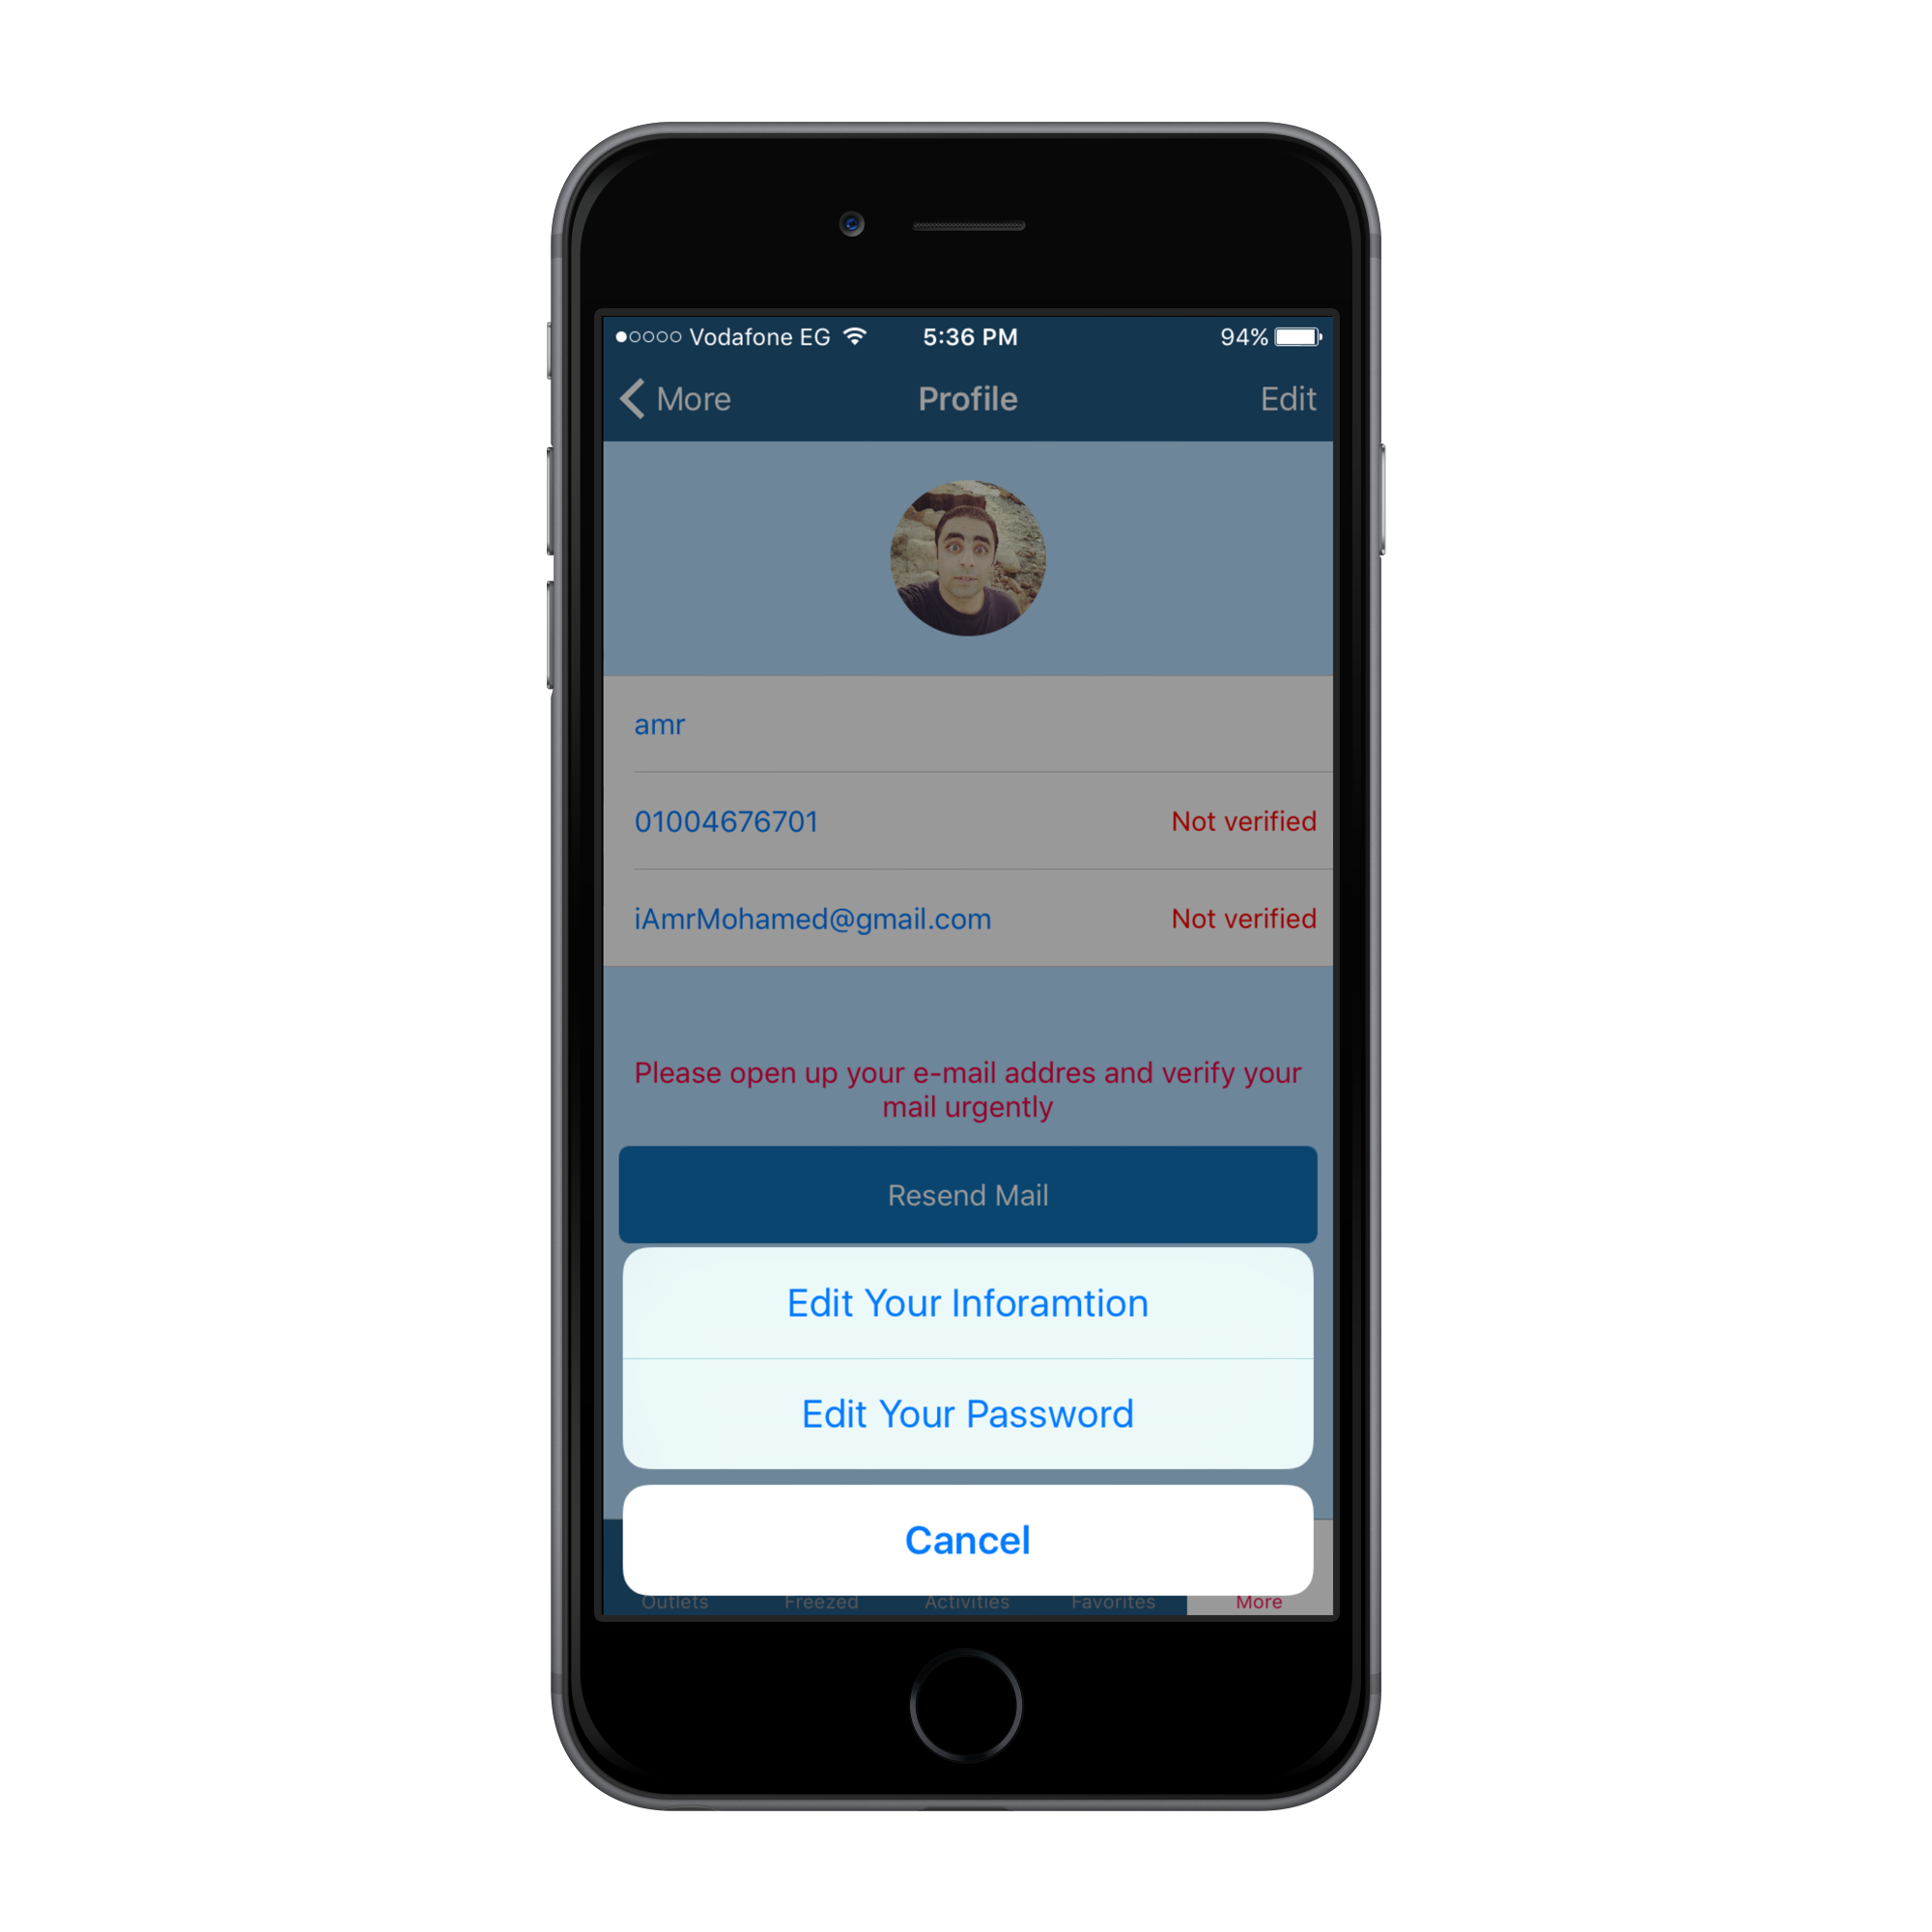 Vodafone EG 5:36 PM 94%
More Profile Edit
amr
01004676701 Not verified
iAmrMohamed@gmail.com Not verified
Please open up your e-mail addres and verify your
mail urgently
Resend Mail
Edit Your Inforamtion
Edit Your Password
Cancel
Outlets Freezed Activities Favorites More